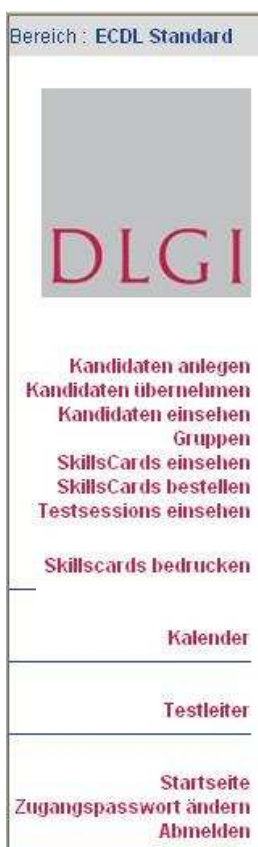 Bereich : ECDL Standard
DLGI
Kandidaten anlegen
Kandidaten übernehmen
Kandidaten einsehen
Gruppen
SkillsCards einsehen
SkillsCards bestellen
Testsessions einsehen
Skillscards bedrucken
Kalender
Testleiter
Startseite
Zugangspasswort ändern
Abmelden